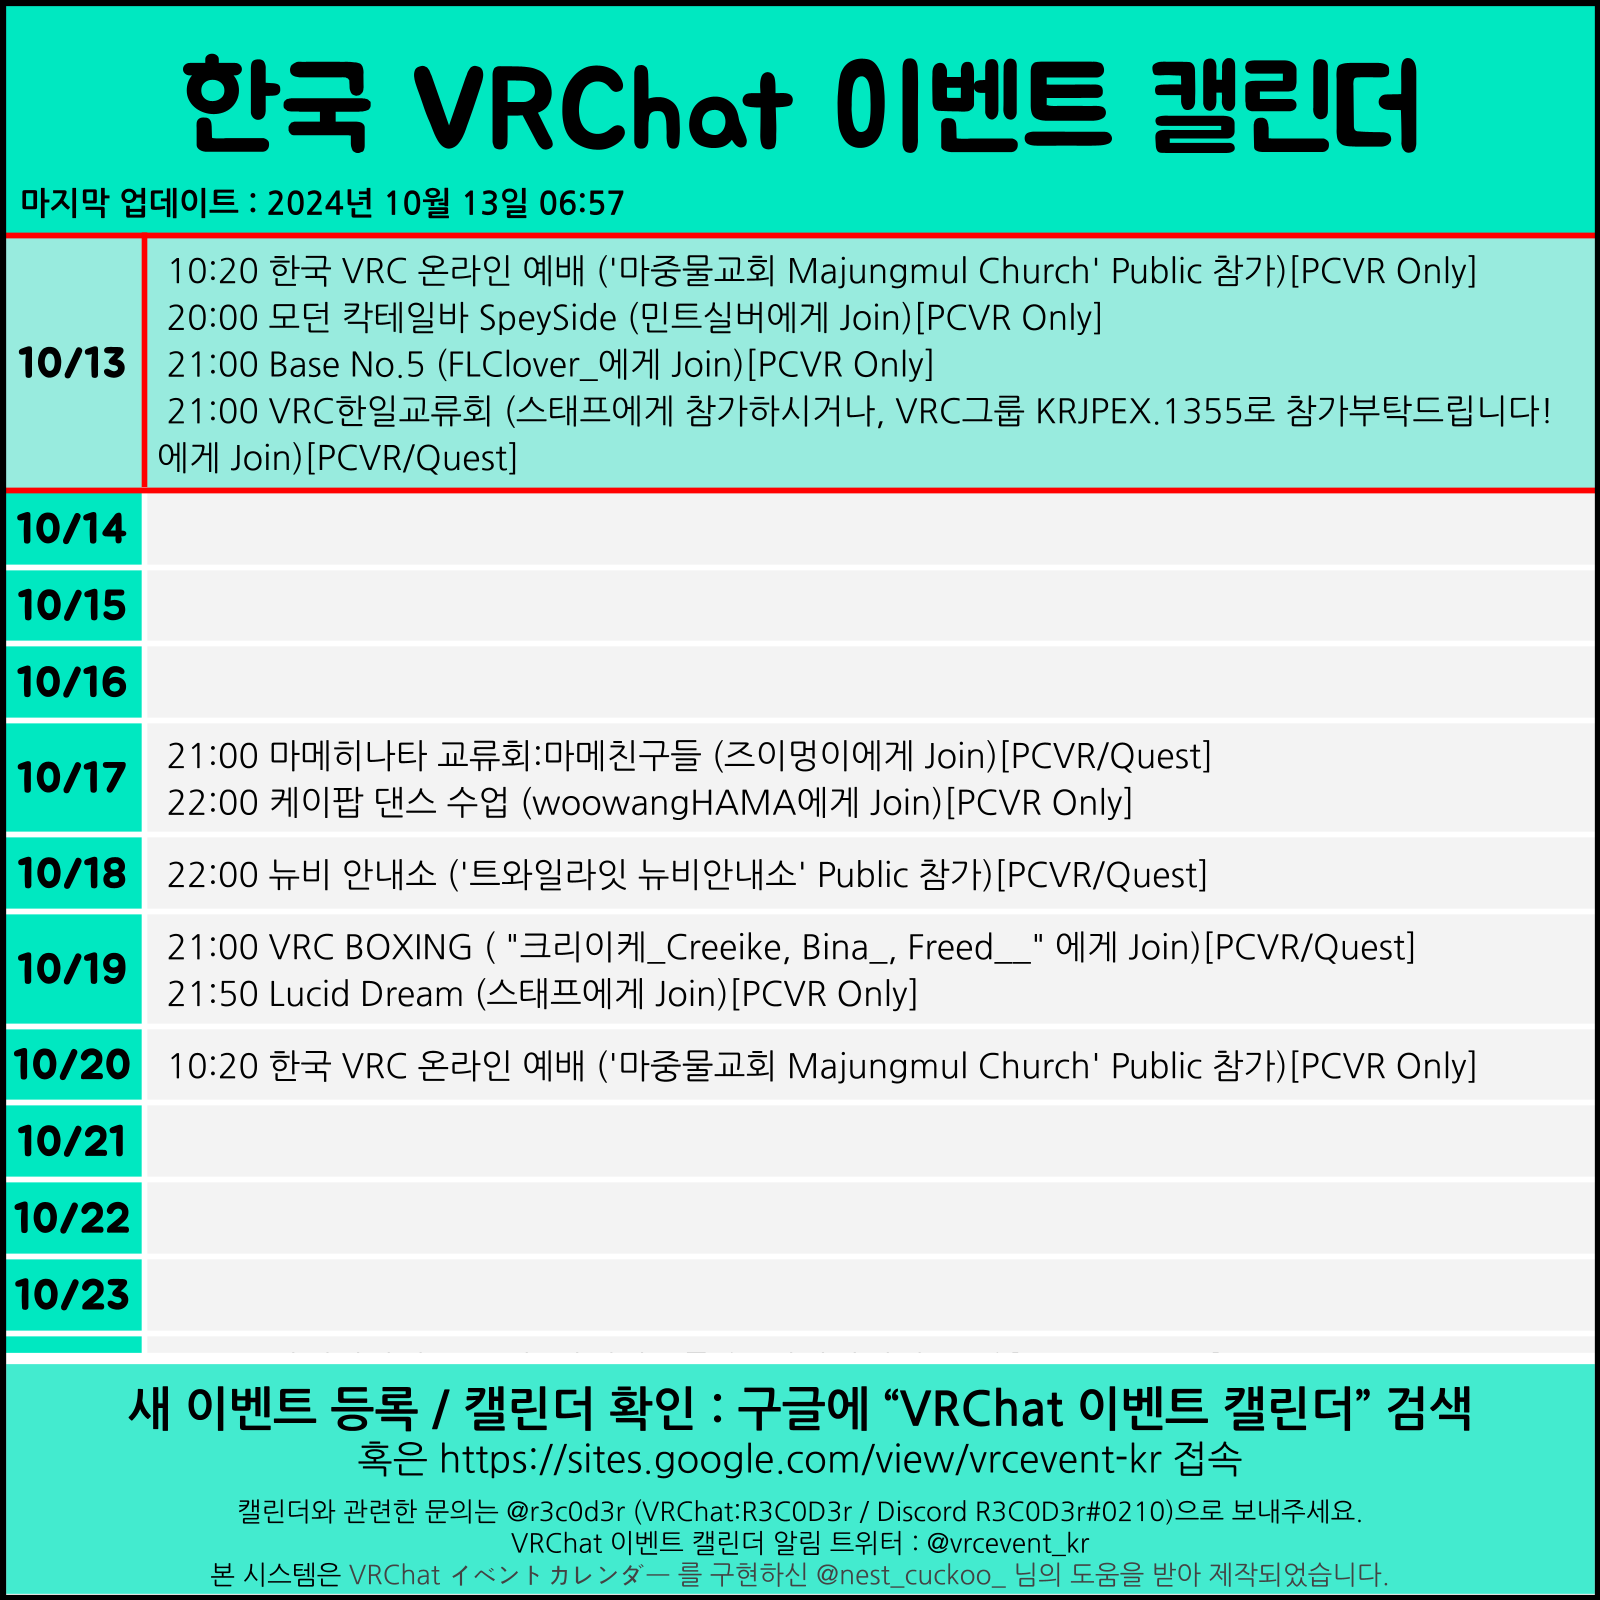 한국 VRChat 이벤트 캘린더
마지막 업데이트 : 2024년 10월 13일 06:57
10/13
10:20 한국 VRC 온라인 예배 ('마중물교회 Majungmul Church' Public 참가)[PCVR Only]
20:00 모던 칵테일바 SpeySide (민트실버에게 Join)[PCVR Only]
21:00 Base No.5 (FLClover_에게 Join)[PCVR Only]
21:00 VRC한일교류회 (스태프에게 참가하시거나, VRC그룹 KRJPEX.1355로 참가부탁드립니다!
에게 Join)[PCVR/Quest]
10/14
10/15
10/16
10/17
21:00 마메히나타 교류회:마메친구들 (즈이멍이에게 Join)[PCVR/Quest]
22:00 케이팝 댄스 수업 (woowangHAMA에게 Join)[PCVR Only]
10/18
22:00 뉴비 안내소 ('트와일라잇 뉴비안내소' Public 참가)[PCVR/Quest]
10/19
21:00 VRC BOXING ( "크리이케_Creeike, Bina_, Freed__" 에게 Join)[PCVR/Quest]
21:50 Lucid Dream (스태프에게 Join)[PCVR Only]
10/20
10:20 한국 VRC 온라인 예배 ('마중물교회 Majungmul Church' Public 참가)[PCVR Only]
10/21
10/22
10/23
새 이벤트 등록 / 캘린더 확인 : 구글에 “VRChat 이벤트 캘린더” 검색
혹은 https://sites.google.com/view/vrcevent-kr 접속
캘린더와 관련한 문의는 @r3c0d3r (VRChat:R3C0D3r / Discord R3C0D3r#0210)으로 보내주세요.
VRChat 이벤트 캘린더 알림 트위터 : @vrcevent_kr
본 시스템은 VRChat イベントカレンダー 를 구현하신 @nest_cuckoo_ 님의 도움을 받아 제작되었습니다.